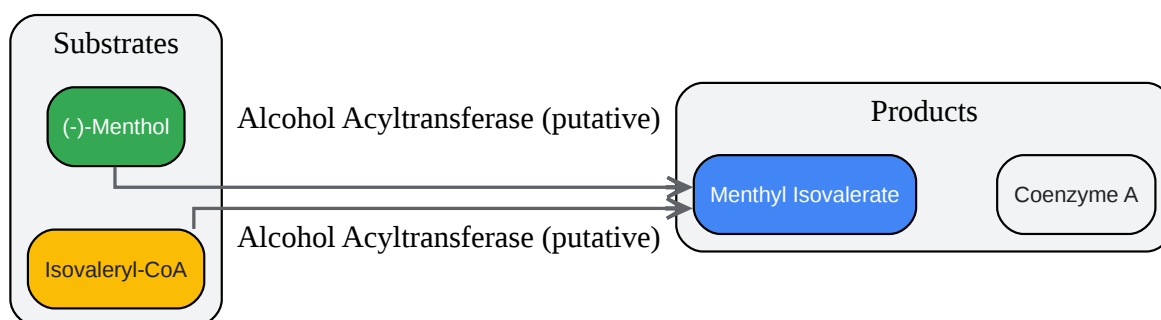 Substrates
(-)-Menthol
Isovaleryl-CoA
Alcohol Acyltransferase (putative)
Alcohol Acyltransferase (putative)
Products
Menthyl Isovalerate
Coenzyme A